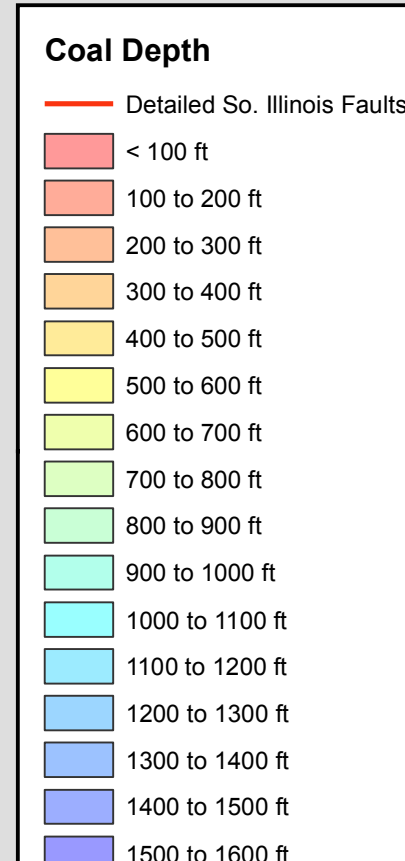 Coal Depth
Detailed So. Illinois Faults
< 100 ft
100 to 200 ft
200 to 300 ft
300 to 400 ft
400 to 500 ft
500 to 600 ft
600 to 700 ft
700 to 800 ft
800 to 900 ft
900 to 1000 ft
1000 to 1100 ft
1100 to 1200 ft
1200 to 1300 ft
1300 to 1400 ft
1400 to 1500 ft
1500 to 1600 ft